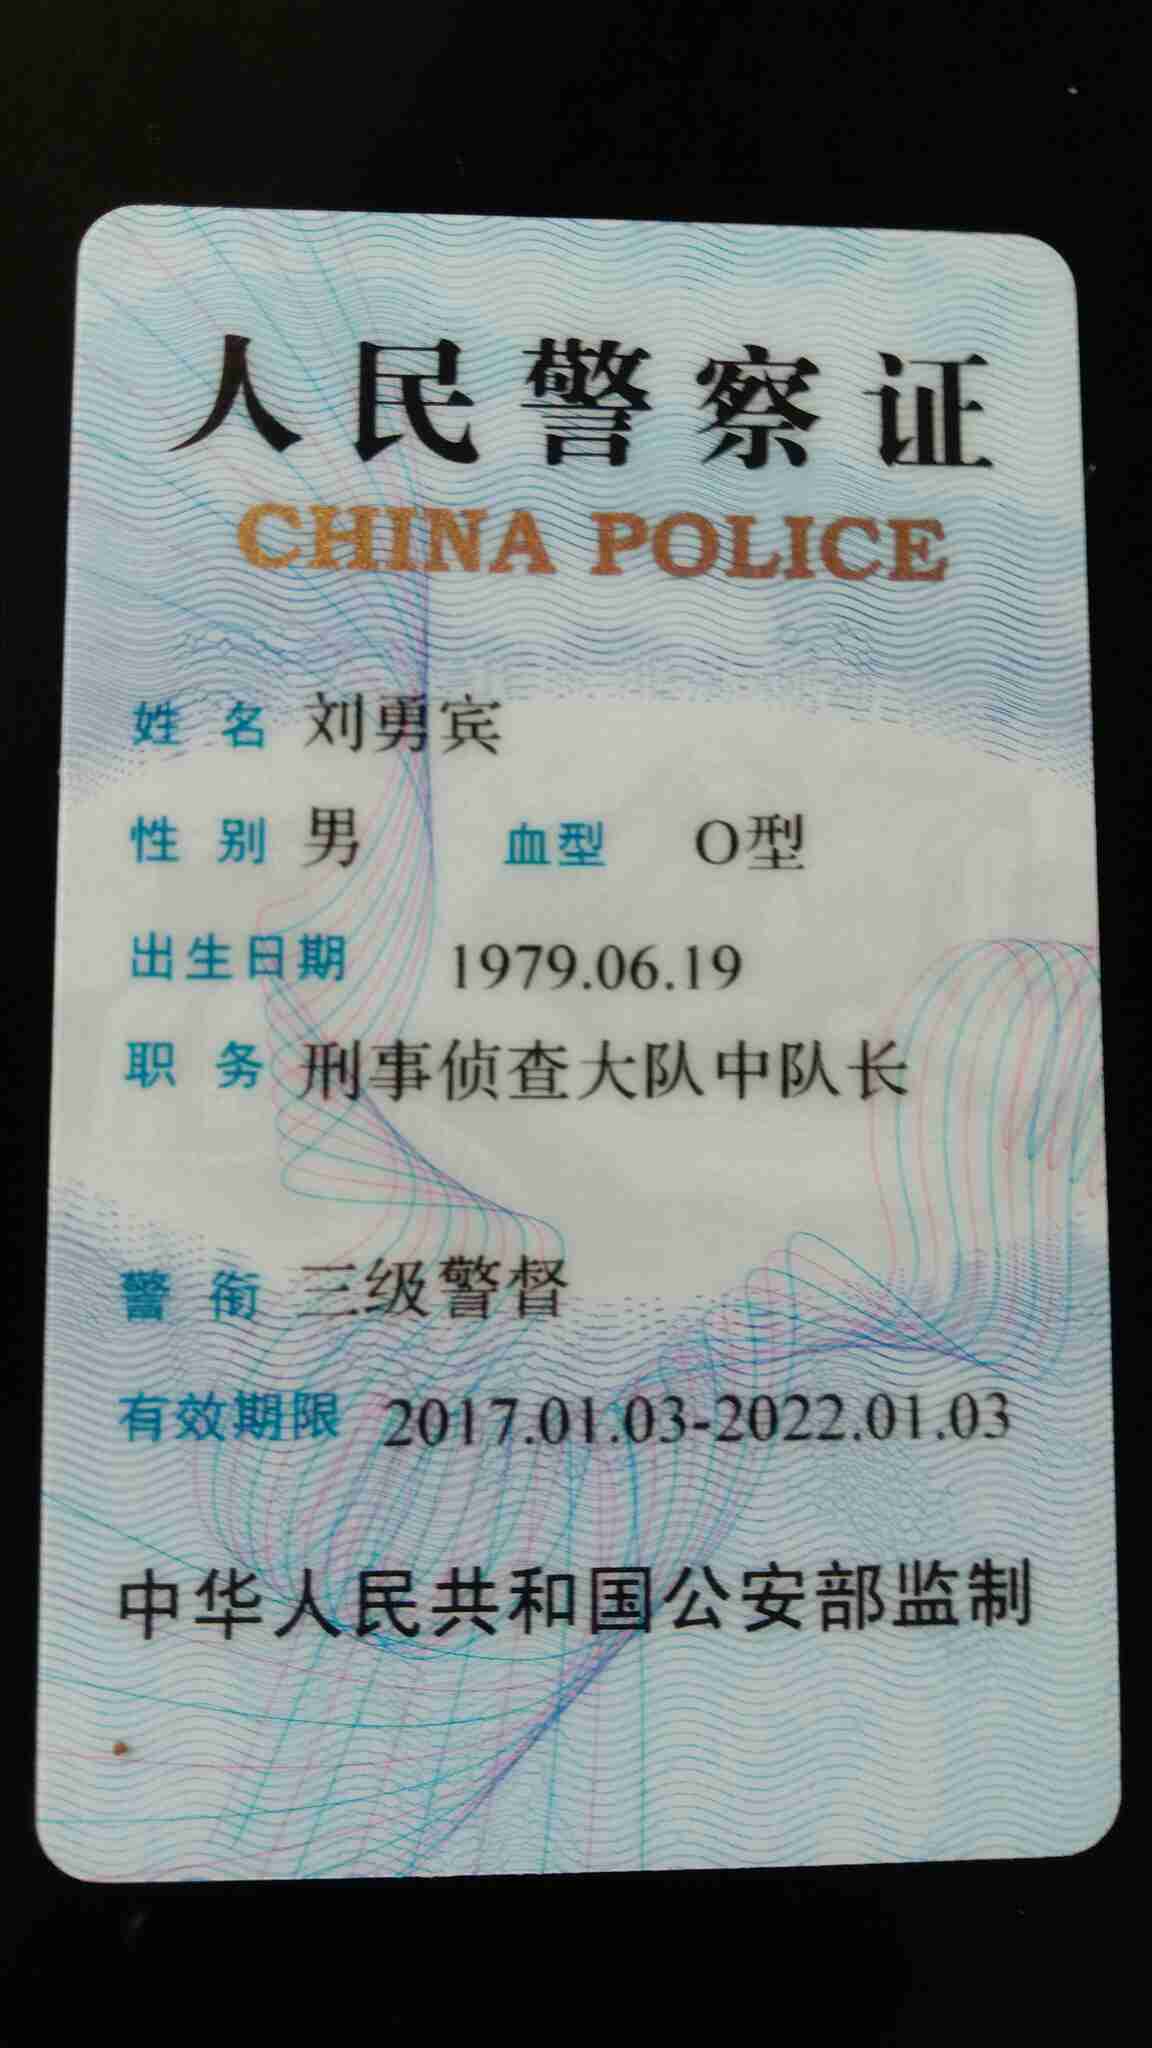 人民警察证
CHINA POLICE
姓名 刘勇宾
性别 男 血型 O型
出生日期 1979.06.19
职务 刑事侦查大队中队长
警衔 三级警督
有效期限 2017.01.03-2022.01.03
中华人民共和国公安部监制